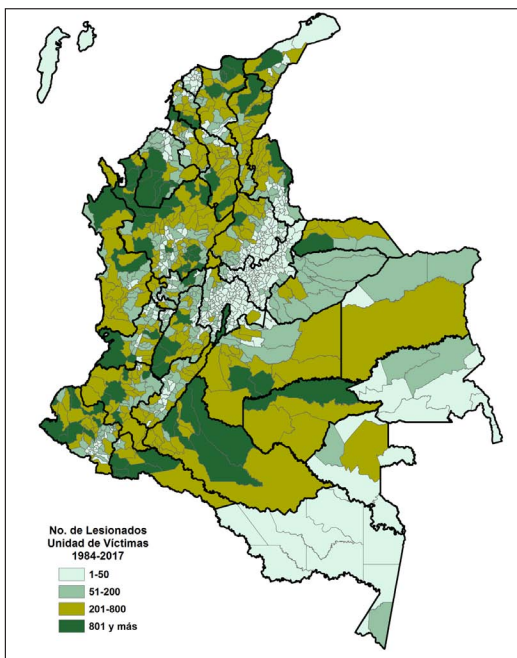 No. de Lesionados
Unidad de Víctimas
1984-2017
1-50
51-200
201-800
801 y más